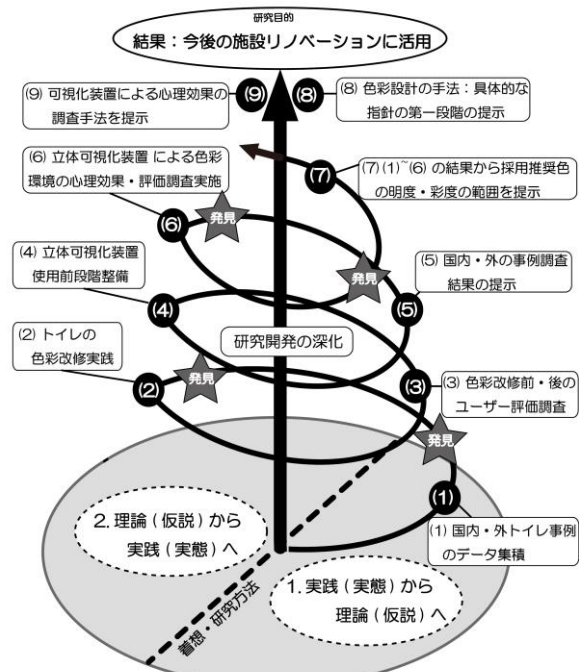 研究目的
結果：今後の施設リノベーションに活用
(9) 可視化装置による心理効果の
調査手法を提示
(9)
(8)
(8) 色彩設計の手法：具体的な
指針の第一段階の提示
(6) 立体可視化装置 による色彩
環境の心理効果・評価調査実施
(7)
(7) (1)~(6) の結果から採用推奨色
の明度・彩度の範囲を提示
(6)
発見
発見
(4) 立体可視化装置
使用前段階整備
(4)
(5)
(5) 国内・外の事例調査
結果の提示
研究開発の深化
(2) トイレの
色彩改修実践
(2)
発見
(3)
(3) 色彩改修前・後の
ユーザー評価調査
発見
(1)
(1) 国内・外トイレ事例
のデータ集積
2. 理論 ( 仮説 ) から
実践 ( 実態 ) へ
着想・研究方法
1. 実践 ( 実態 ) から
理論 ( 仮説 ) へ